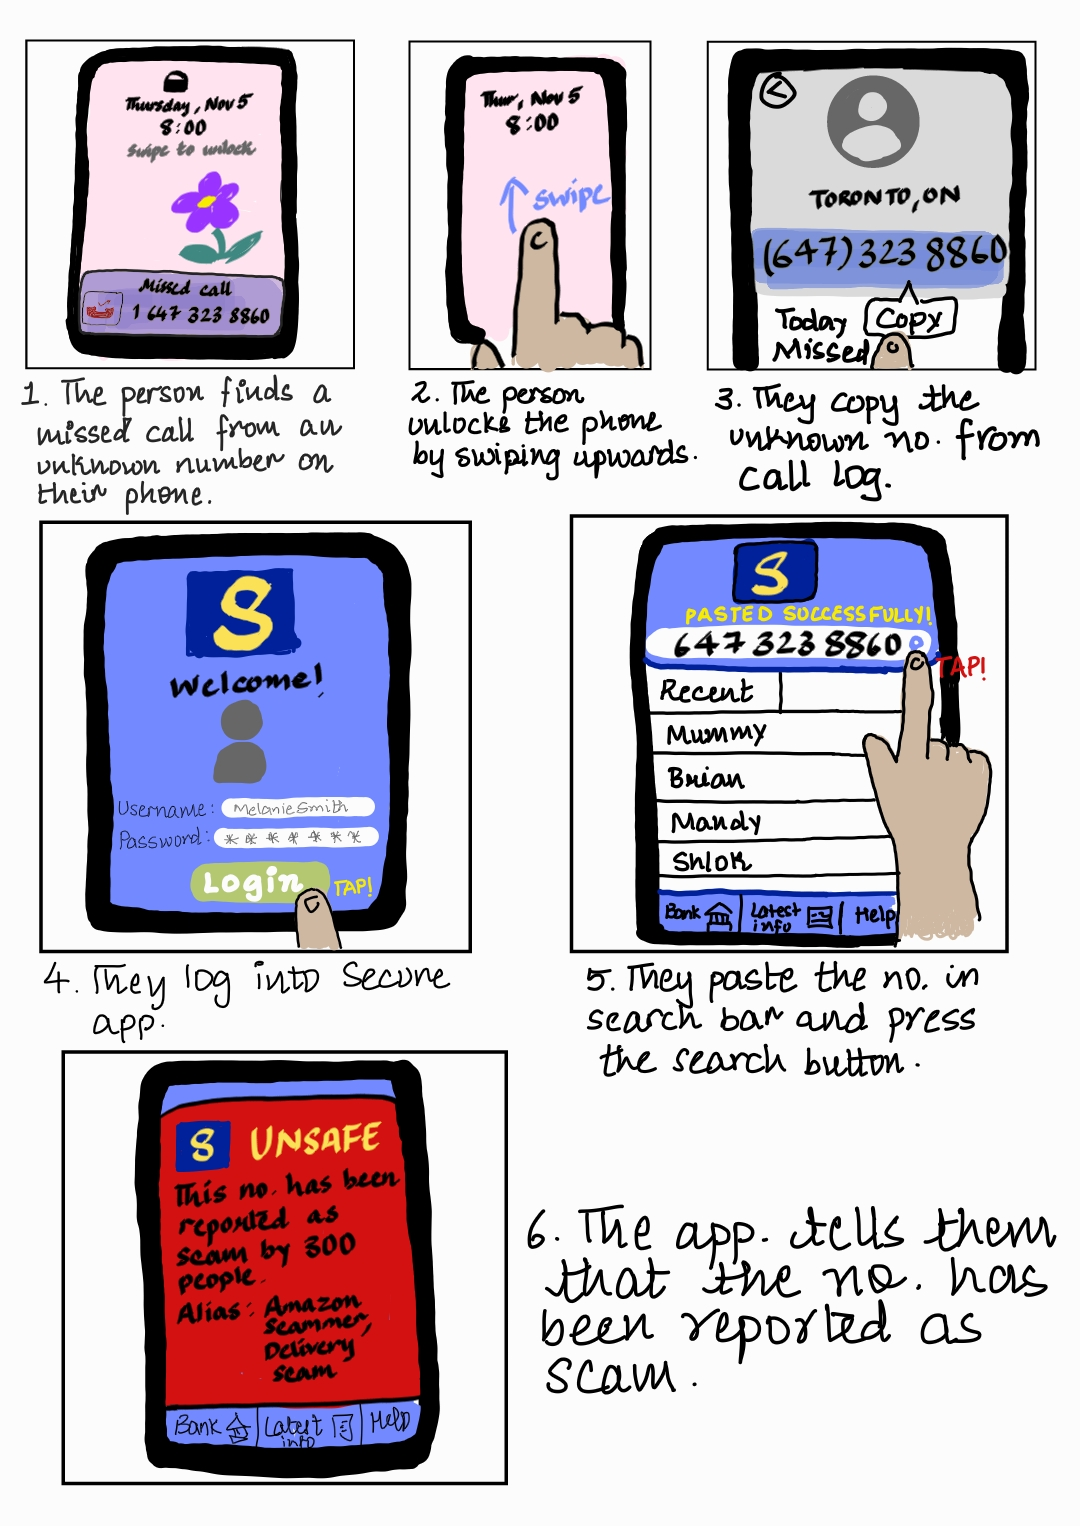 Thursday, Nov 5
8:00
swipe to unlock
Missed call
1 647 323 8860
1. The person finds a
missed call from an
unknown number on
their phone.
Thur, Nov 5
8:00
swipe
2. The person
unlocks the phone
by swiping upwards.
<
TORONTO, ON
(647) 323 8860
Today
Copy
Missed
3. They copy the
unknown no. from
call log.
S
Welcome!
Username: MelanieSmith
Password: * * * * * * *
Login
TAP!
4. They log into Secure
app.
S
PASTED SUCCESSFULLY!
647 323 8860
TAP!
Recent
Mummy
Brian
Mandy
Shlok
Bank
Latest
info
Help
5. They paste the no. in
search bar and press
the search button.
S UNSAFE
This no. has been
reported as
scam by 300
people.
Alias: Amazon
scammer,
Delivery
scam
Bank
Latest
info
Help
6. The app. tells them
that the no. has
been reported as
scam.